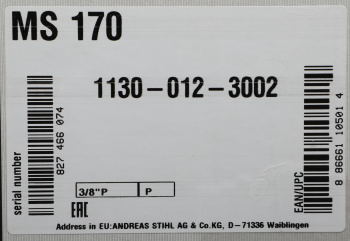 MS 170
1130-012-3002
serial number
827 466 074
EAN/UPC
8 86661 10501 4
3/8"P P
EAC
Address in EU:ANDREAS STIHL AG & Co.KG, D-71336 Waiblingen